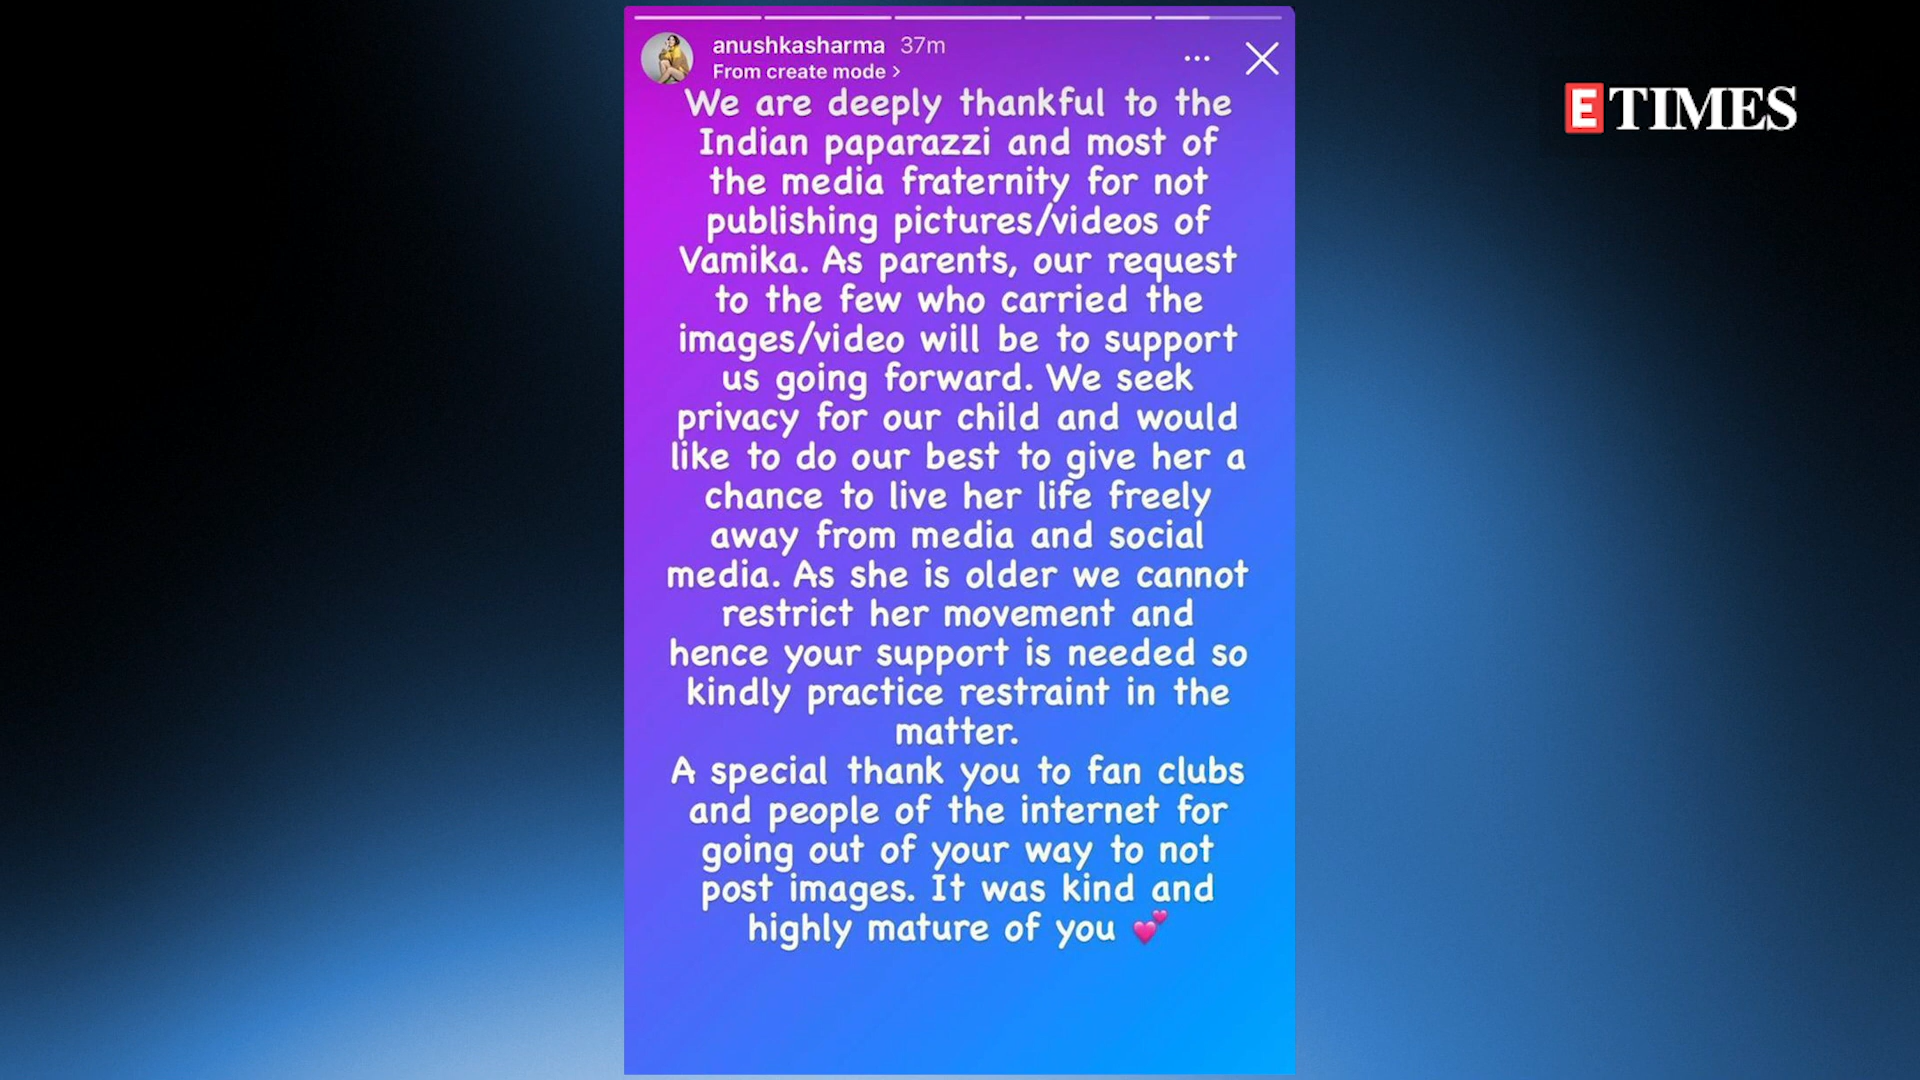 anushkasharma 37m
From create mode >
ETIMES
We are deeply thankful to the
Indian paparazzi and most of
the media fraternity for not
publishing pictures/videos of
Vamika. As parents, our request
to the few who carried the
images/video will be to support
us going forward. We seek
privacy for our child and would
like to do our best to give her a
chance to live her life freely
away from media and social
media. As she is older we cannot
restrict her movement and
hence your support is needed so
kindly practice restraint in the
matter.
A special thank you to fan clubs
and people of the internet for
going out of your way to not
post images. It was kind and
highly mature of you 💕